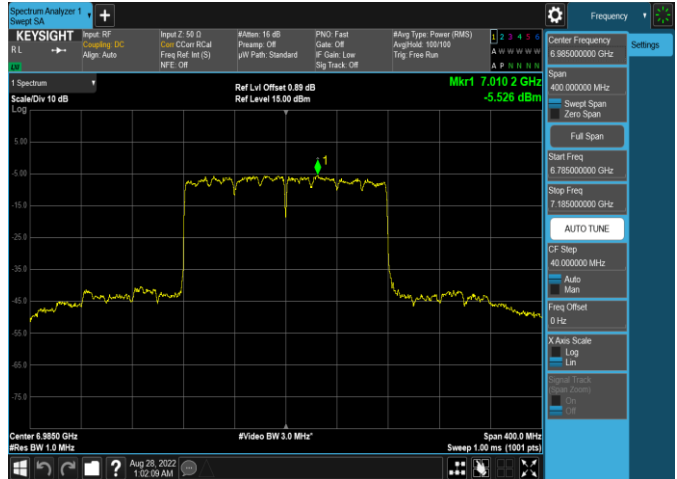 Spectrum Analyzer 1
Swept SA
Frequency
KEYSIGHT
R L
Input: RF
Coupling: DC
Align: Auto
Input Z: 50 Ω
Corr CCorr RCal
Freq Ref: Int (S)
NFE: Off
#Atten: 16 dB
Preamp: Off
µW Path: Standard
PNO: Fast
Gate: Off
IF Gain: Low
Sig Track: Off
#Avg Type: Power (RMS)
Avg|Hold: 100/100
Trig: Free Run
1 2 3 4 5 6
A W W W W W
A P N N N N
Center Frequency
6.985000000 GHz
Settings
Span
400.000000 MHz
Swept Span
Zero Span
Full Span
Start Freq
6.785000000 GHz
Stop Freq
7.185000000 GHz
AUTO TUNE
CF Step
40.000000 MHz
Auto
Man
Freq Offset
0 Hz
X Axis Scale
Log
Lin
Signal Track
(Span Zoom)
On
Off
1 Spectrum
Scale/Div 10 dB
Log
Ref Lvl Offset 0.89 dB
Ref Level 15.00 dBm
Mkr1 7.010 2 GHz
-5.526 dBm
1
5.00
-5.00
-15.0
-25.0
-35.0
-45.0
-55.0
-65.0
-75.0
Center 6.9850 GHz
#Res BW 1.0 MHz
#Video BW 3.0 MHz*
Span 400.0 MHz
Sweep 1.00 ms (1001 pts)
?
Aug 28, 2022
1:02:09 AM